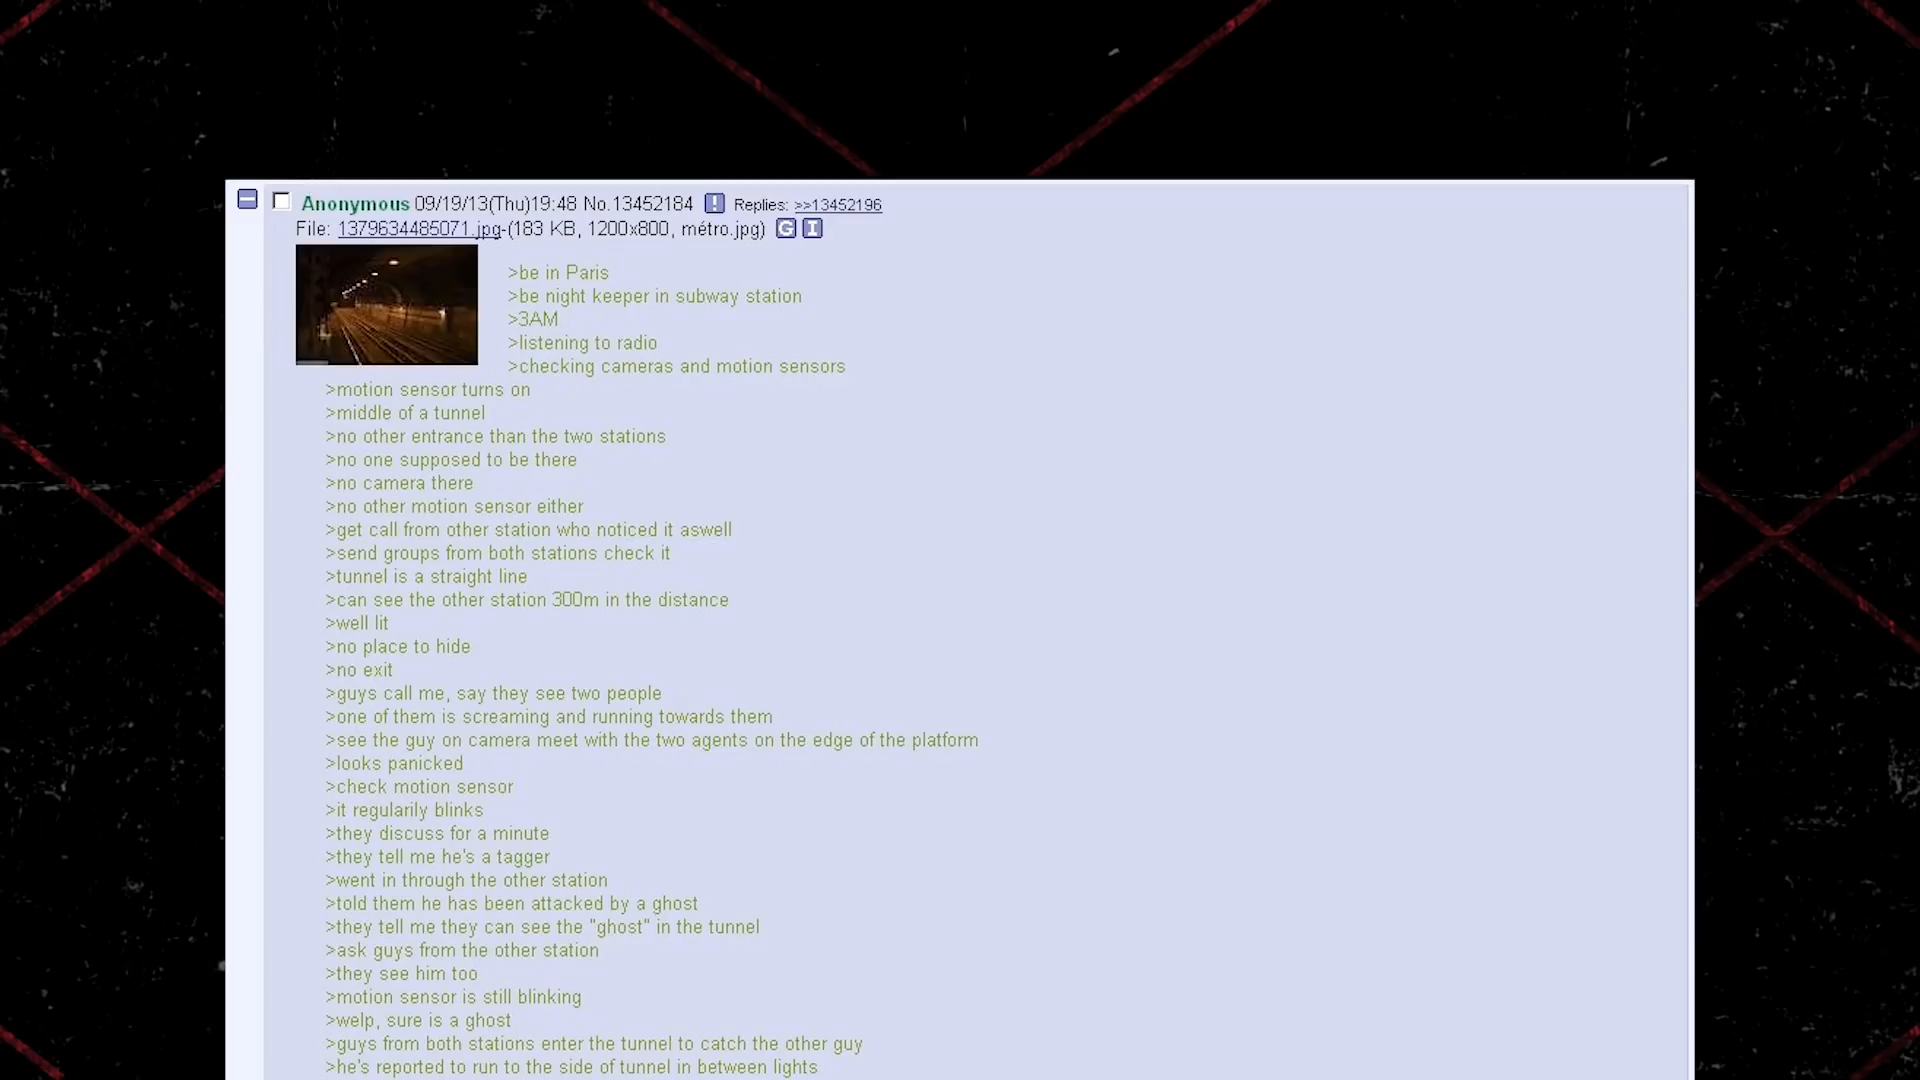 Anonymous 09/19/13(Thu)19:48 No.13452184 ! Replies: >>13452196
File: 1379634485071.jpg-(183 KB, 1200x800, métro.jpg) G I
>be in Paris
>be night keeper in subway station
>3AM
>listening to radio
>checking cameras and motion sensors
>motion sensor turns on
>middle of a tunnel
>no other entrance than the two stations
>no one supposed to be there
>no camera there
>no other motion sensor either
>get call from other station who noticed it aswell
>send groups from both stations check it
>tunnel is a straight line
>can see the other station 300m in the distance
>well lit
>no place to hide
>no exit
>guys call me, say they see two people
>one of them is screaming and running towards them
>see the guy on camera meet with the two agents on the edge of the platform
>looks panicked
>check motion sensor
>it regularily blinks
>they discuss for a minute
>they tell me he's a tagger
>went in through the other station
>told them he has been attacked by a ghost
>they tell me they can see the "ghost" in the tunnel
>ask guys from the other station
>they see him too
>motion sensor is still blinking
>welp, sure is a ghost
>guys from both stations enter the tunnel to catch the other guy
>he's reported to run to the side of tunnel in between lights